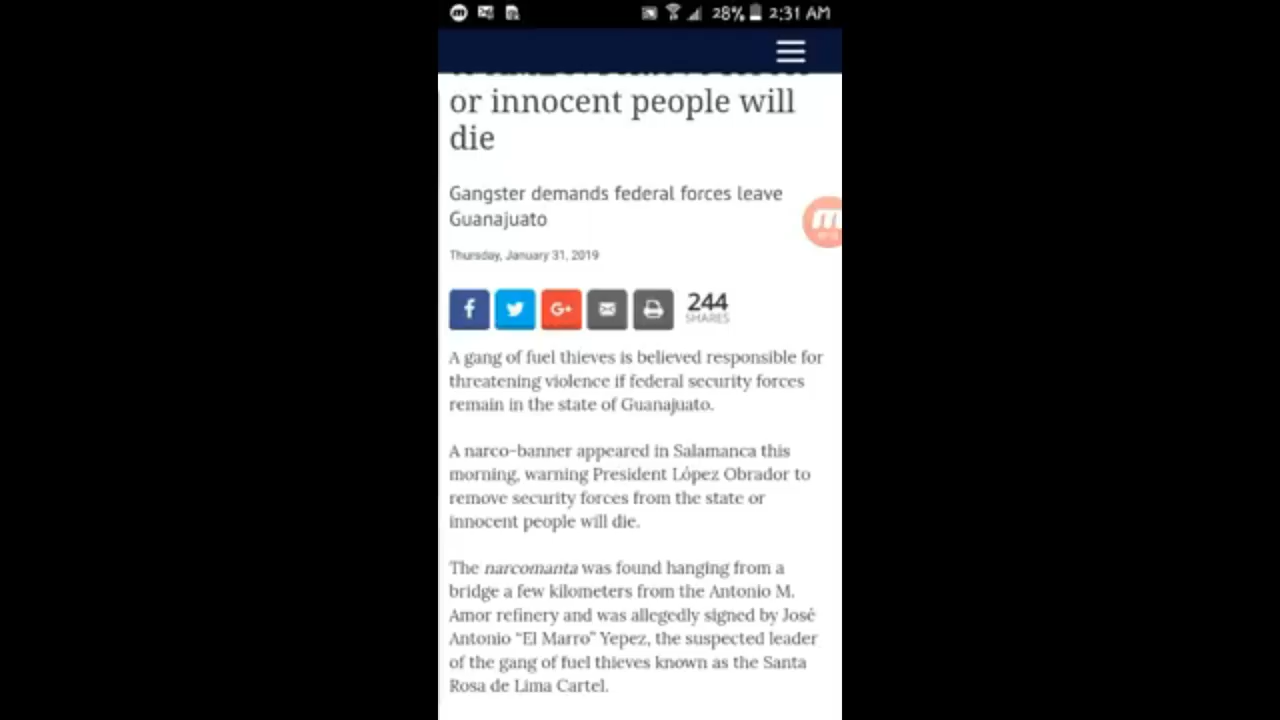 28% 2:31 AM
or innocent people will
die
Gangster demands federal forces leave
Guanajuato
Thursday, January 31, 2019
f G+ 244
SHARES
A gang of fuel thieves is believed responsible for
threatening violence if federal security forces
remain in the state of Guanajuato.
A narco-banner appeared in Salamanca this
morning, warning President López Obrador to
remove security forces from the state or
innocent people will die.
The narcomanta was found hanging from a
bridge a few kilometers from the Antonio M.
Amor refinery and was allegedly signed by José
Antonio “El Marro” Yepez, the suspected leader
of the gang of fuel thieves known as the Santa
Rosa de Lima Cartel.